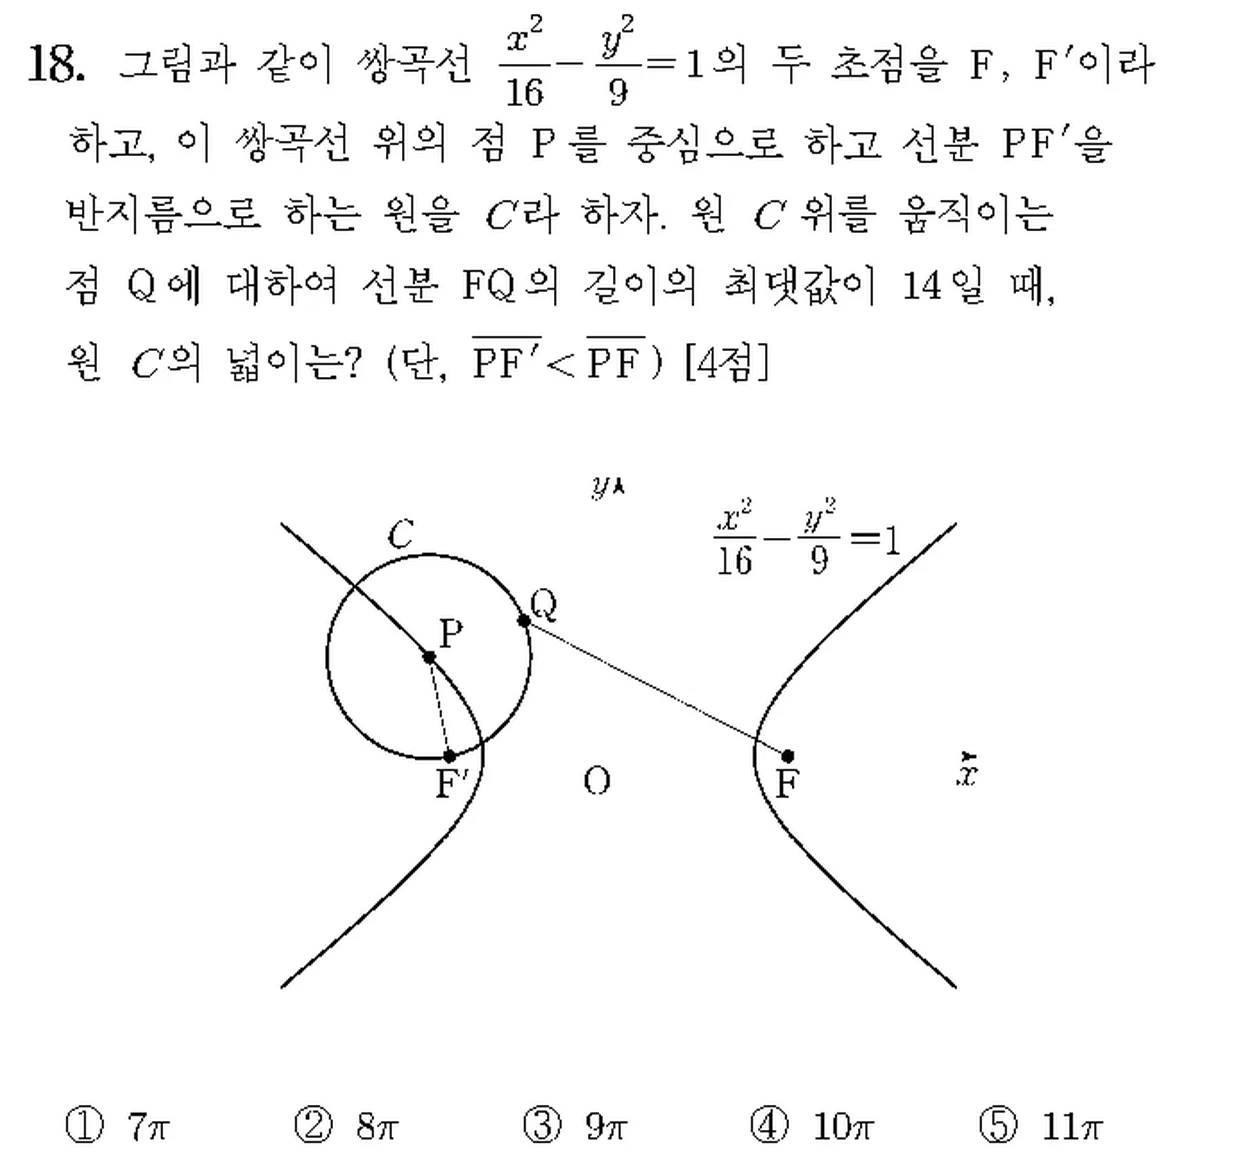 18. 그림과 같이 쌍곡선 x²/16 - y²/9 = 1의 두 초점을 F, F′이라
하고, 이 쌍곡선 위의 점 P를 중심으로 하고 선분 PF′을
반지름으로 하는 원을 C라 하자. 원 C 위를 움직이는
점 Q에 대하여 선분 FQ의 길이의 최댓값이 14일 때,
원 C의 넓이는? (단, \overline{PF′} < \overline{PF}) [4점]
y
x²/16 - y²/9 = 1
C
Q
P
F′
O
F
x
① 7π ② 8π ③ 9π ④ 10π ⑤ 11π